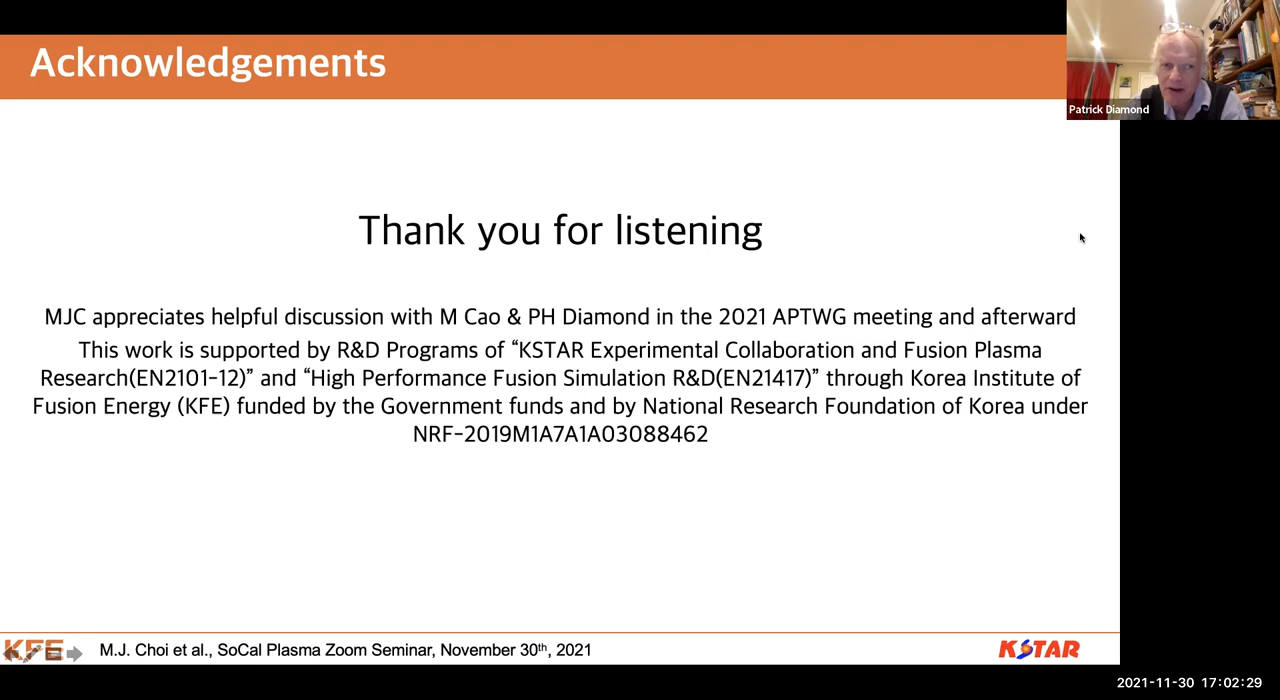 Acknowledgements
Patrick Diamond
Thank you for listening
MJC appreciates helpful discussion with M Cao & PH Diamond in the 2021 APTWG meeting and afterward
This work is supported by R&D Programs of “KSTAR Experimental Collaboration and Fusion Plasma
Research(EN2101-12)” and “High Performance Fusion Simulation R&D(EN21417)” through Korea Institute of
Fusion Energy (KFE) funded by the Government funds and by National Research Foundation of Korea under
NRF-2019M1A7A1A03088462
KFE
M.J. Choi et al., SoCal Plasma Zoom Seminar, November 30th, 2021
KSTAR
2021-11-30 17:02:29